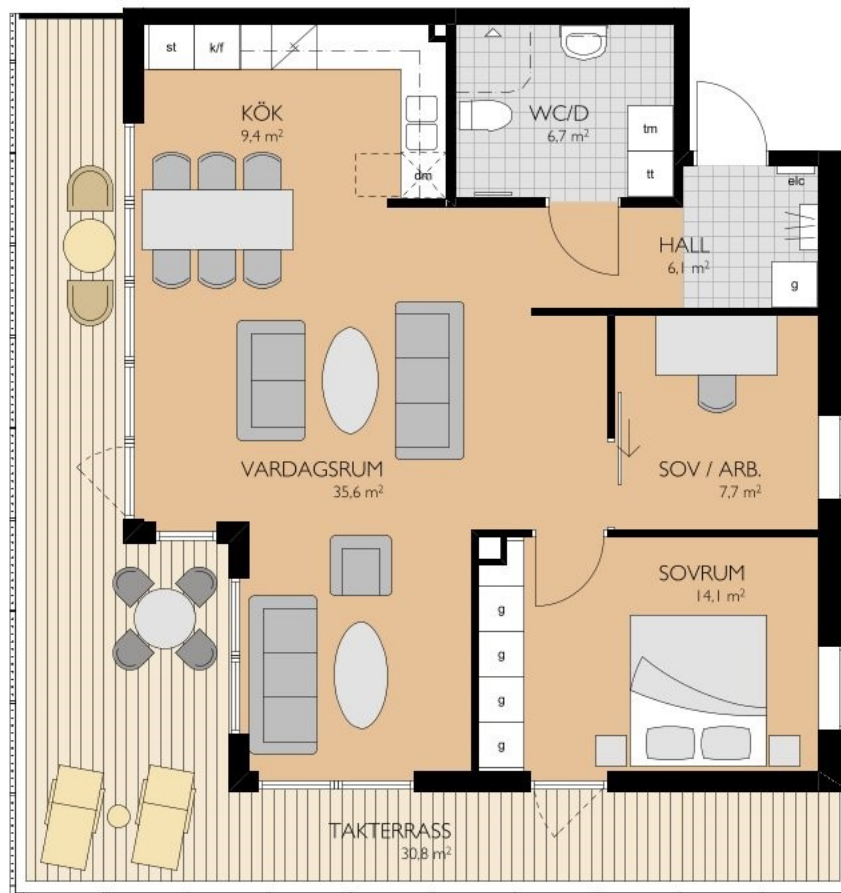 st
k/f
KÖK
9,4 m²
WC/D
6,7 m²
tm
tt
dm
elc
HALL
6,1 m²
g
VARDAGSRUM
35,6 m²
SOV / ARB.
7,7 m²
SOVRUM
14,1 m²
g
g
g
g
TAKTERRASS
30,8 m²